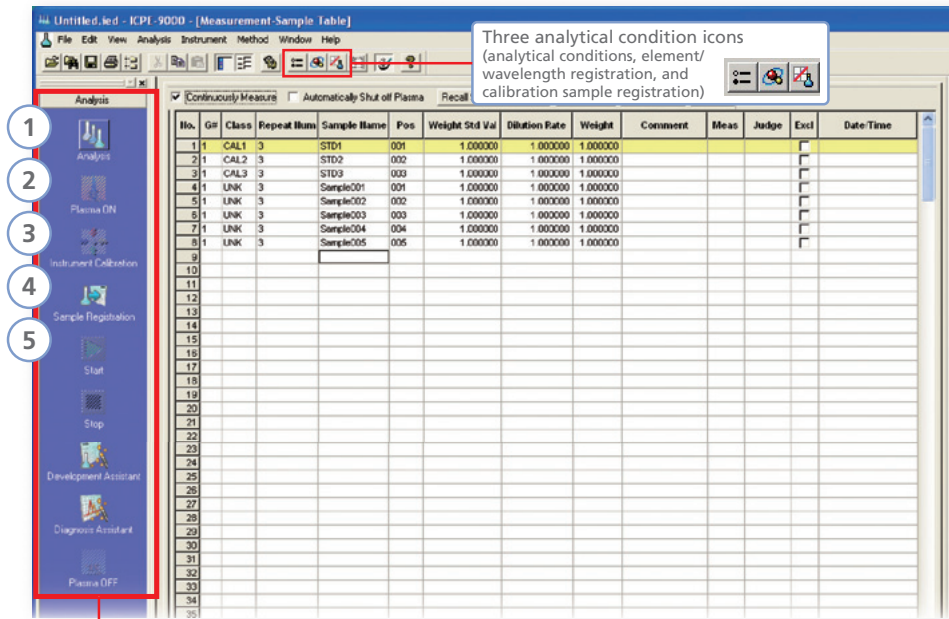 Untitled.ied - ICPE-9000 - [Measurement-Sample Table]
File Edit View Analysis Instrument Method Window Help
Three analytical condition icons
(analytical conditions, element/
wavelength registration, and
calibration sample registration)
Analysis
Continuously Measure Automatically Shut off Plasma Recall
No. G# Class Repeat Num Sample Name Pos Weight Std Val Dilution Rate Weight Comment Meas Judge Excl Date/Time
1 1 CAL1 3 STD1 001 1.000000 1.000000 1.000000
2 1 CAL2 3 STD2 002 1.000000 1.000000 1.000000
3 1 CAL3 3 STD3 003 1.000000 1.000000 1.000000
4 1 UNK 3 Sample001 001 1.000000 1.000000 1.000000
5 1 UNK 3 Sample002 002 1.000000 1.000000 1.000000
6 1 UNK 3 Sample003 003 1.000000 1.000000 1.000000
7 1 UNK 3 Sample004 004 1.000000 1.000000 1.000000
8 1 UNK 3 Sample005 005 1.000000 1.000000 1.000000
9
10
11
12
13
14
15
16
17
18
19
20
21
22
23
24
25
26
27
28
29
30
31
32
33
34
35
1
Analysis
2
Plasma ON
3
Instrument Calibration
4
Sample Registration
5
Start
Stop
Development Assistant
Diagnosis Assistant
Plasma OFF